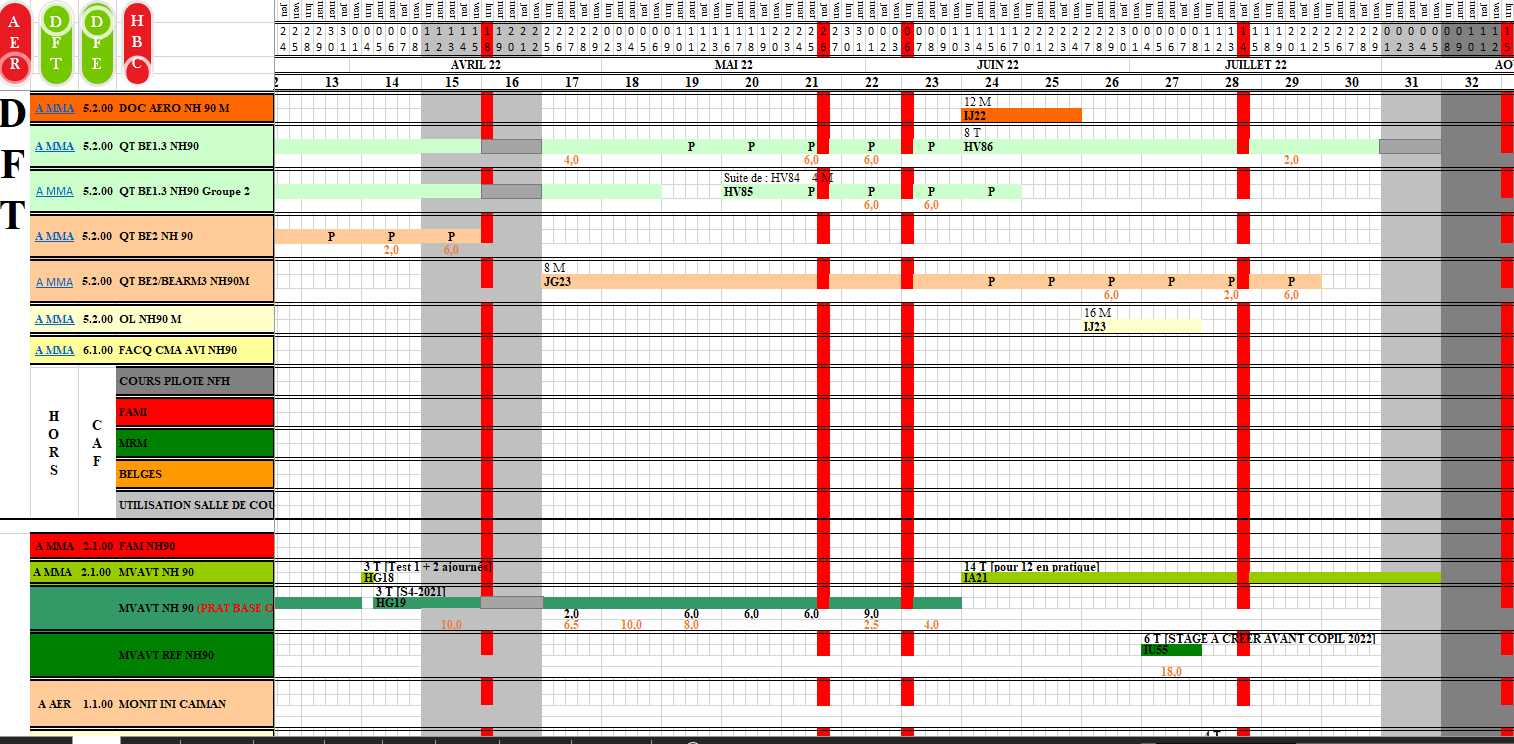 A E R
D F T
D F E
H B C
AVRIL 22 MAI 22 JUIN 22 JUILLET 22 AO
2 13 14 15 16 17 18 19 20 21 22 23 24 25 26 27 28 29 30 31 32
D F T
12 M
A MMA 5.2.00 DOC AERO NH 90 M IJ22
8 T
A MMA 5.2.00 QT BE1.3 NH90 P P P P P HV86
4,0 6,0 6,0 2,0
Suite de : HV84 4 M
A MMA 5.2.00 QT BE1.3 NH90 Groupe 2 HV85 P P P P
6,0 6,0
A MMA 5.2.00 QT BE2 NH 90 P P P
2,0 6,0
8 M
A MMA 5.2.00 QT BE2/BEARM3 NH90M JG23 P P P P P P
6,0 2,0 6,0
16 M
A MMA 5.2.00 OL NH90 M IJ23
A MMA 6.1.00 FACQ CMA AVI NH90
HORS CAF
COURS PILOTE NFH
FAMI
MRM
BELGES
UTILISATION SALLE DE COU
A MMA 2.1.00 FAM NH90
3 T [Test 1 + 2 ajournés] 14 T [pour 12 en pratique]
A MMA 2.1.00 MVAVT NH 90 HG18 IA21
3 T [S4-2021]
HG19
MVAVT NH 90 (PRAT BASE O
2,0 6,0 6,0 6,0 9,0
10,0 6,5 10,0 8,0 2,5 4,0
6 T [STAGE A CREER AVANT COPIL 2022]
MVAVT REF NH90 IU55
18,0
A AER 1.1.00 MONIT INI CAIMAN
4 T